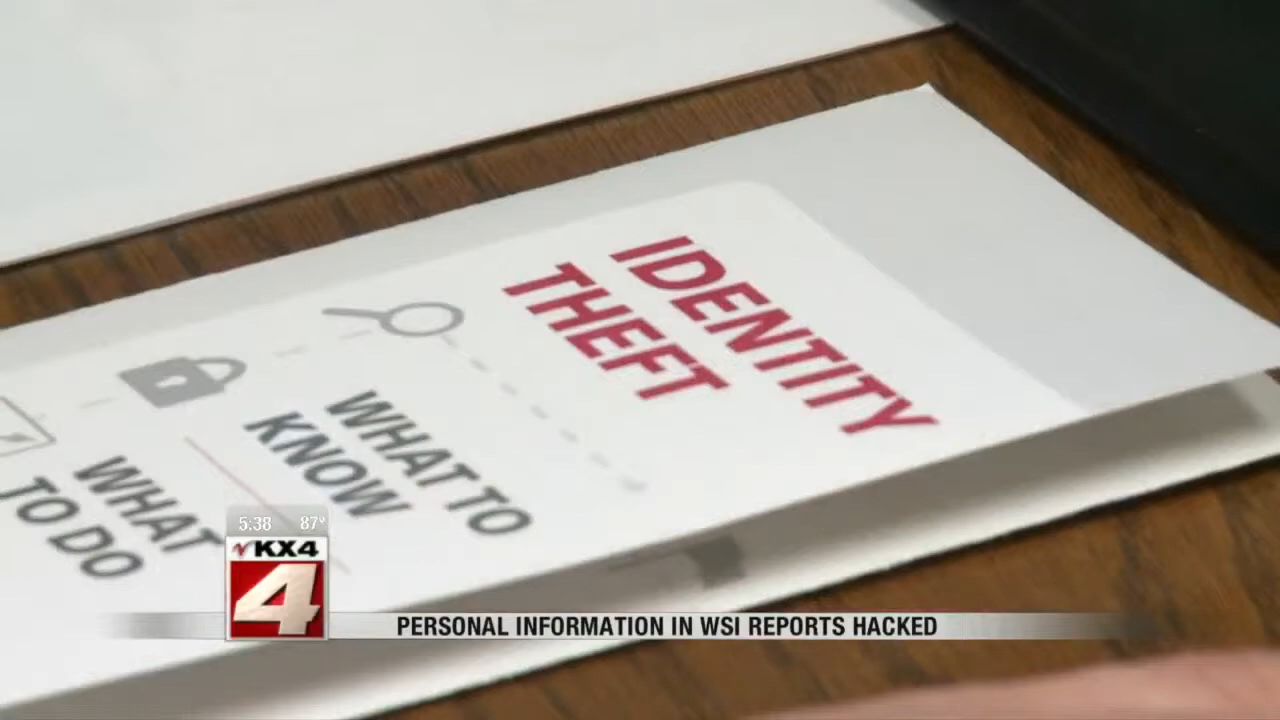 IDENTITY
THEFT
WHAT TO
KNOW
WHAT
TO DO
5:38 87°
KX4
4
PERSONAL INFORMATION IN WSI REPORTS HACKED